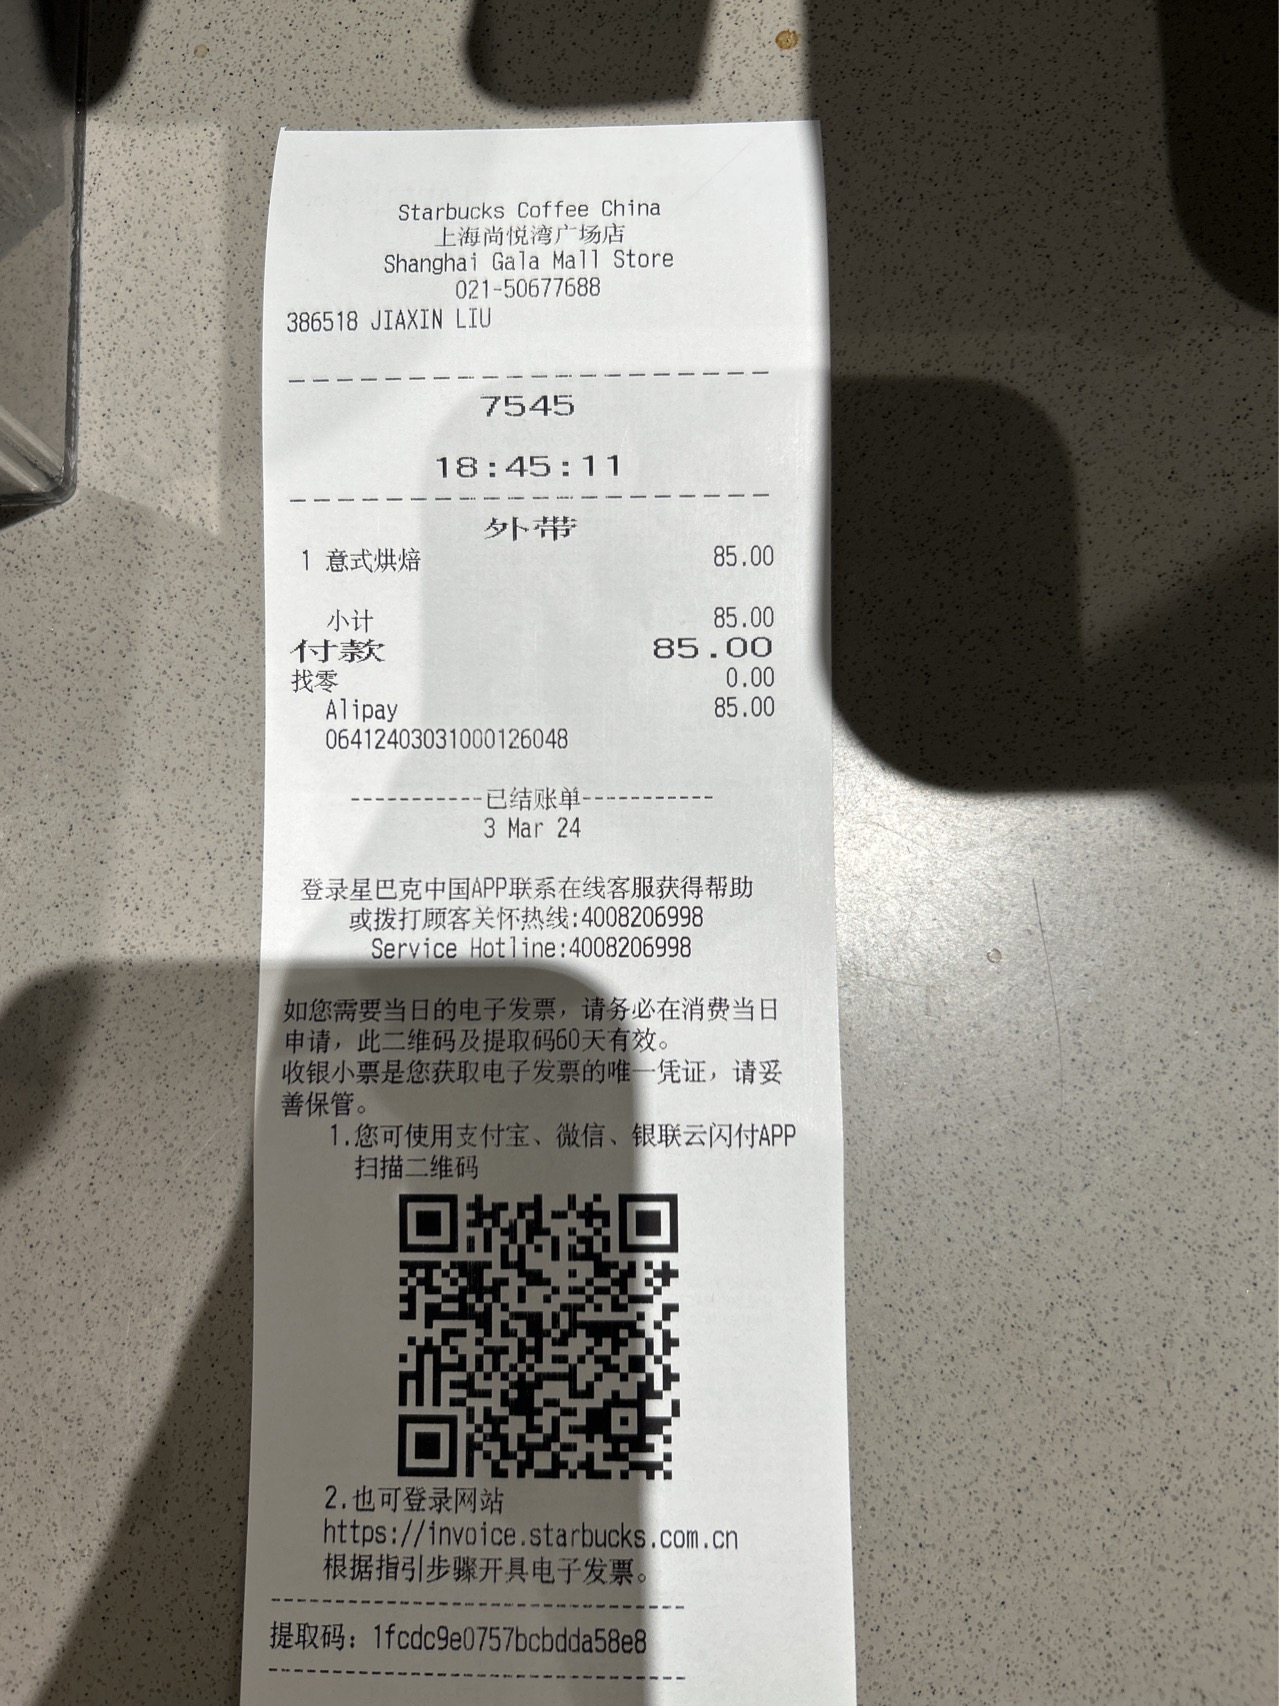 Starbucks Coffee China
上海尚悦湾广场店
Shanghai Gala Mall Store
021-50677688
386518 JIAXIN LIU
7545
18:45:11
外带
1 意式烘焙 85.00
小计 85.00
付款 85.00
找零 0.00
Alipay 85.00
06412403031000126048
-----------已结账单-----------
3 Mar 24
登录星巴克中国APP联系在线客服获得帮助
或拨打顾客关怀热线:4008206998
Service Hotline:4008206998
如您需要当日的电子发票，请务必在消费当日
申请，此二维码及提取码60天有效。
收银小票是您获取电子发票的唯一凭证，请妥
善保管。
1.您可使用支付宝、微信、银联云闪付APP
扫描二维码
2.也可登录网站
https://invoice.starbucks.com.cn
根据指引步骤开具电子发票。
提取码：1fcdc9e0757bcbdda58e8